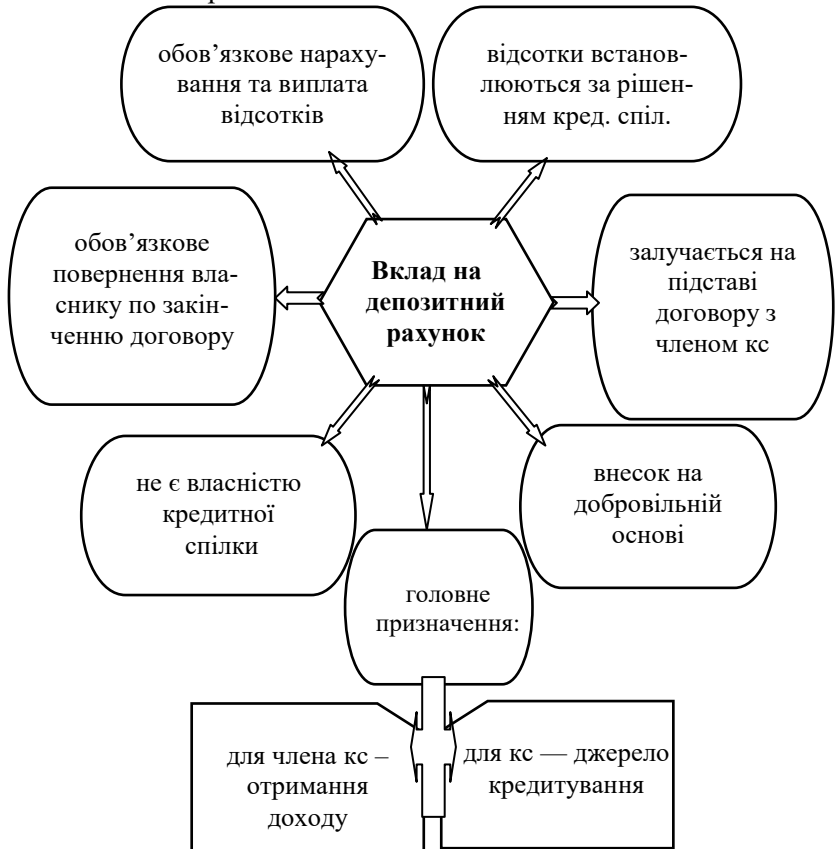 обов’язкове нараху-
вання та виплата
відсотків
відсотки встанов-
люються за рішен-
ням кред. спіл.
обов’язкове
повернення вла-
снику по закін-
ченню договору
Вклад на
депозитний
рахунок
залучається на
підставі
договору з
членом кс
не є власністю
кредитної
спілки
внесок на
добровільній
основі
головне
призначення:
для члена кс –
отримання
доходу
для кс — джерело
кредитування